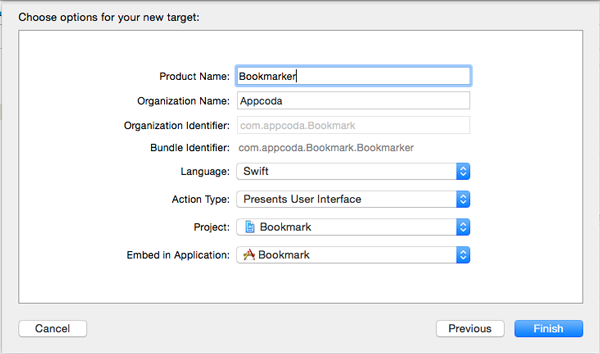 Choose options for your new target:
Product Name: Bookmarker
Organization Name: Appcoda
Organization Identifier: com.appcoda.Bookmark
Bundle Identifier: com.appcoda.Bookmark.Bookmarker
Language: Swift
Action Type: Presents User Interface
Project: Bookmark
Embed in Application: Bookmark
Cancel Previous Finish